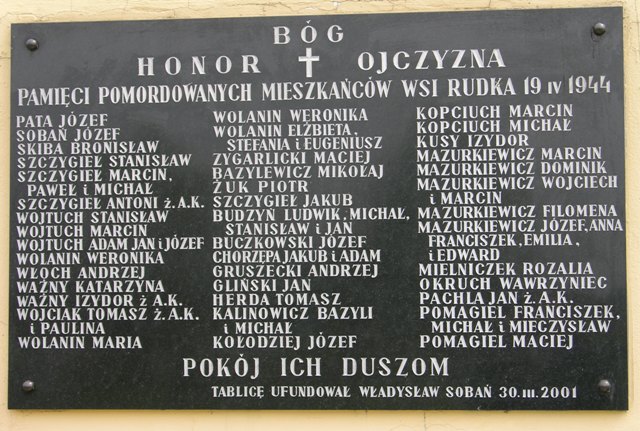 BÓG
HONOR OJCZYZNA
PAMIĘCI POMORDOWANYCH MIESZKAŃCÓW WSI RUDKA 19 IV 1944
PATA JÓZEF
SOBAŃ JÓZEF
SKIBA BRONISŁAW
SZCZYGIEŁ STANISŁAW
SZCZYGIEŁ MARCIN,
PAWEŁ i MICHAŁ
SZCZYGIEŁ ANTONI ż.A.K.
WOJTUCH STANISŁAW
WOJTUCH MARCIN
WOJTUCH ADAM JAN i JÓZEF
WOLANIN WERONIKA
WŁOCH ANDRZEJ
WAŻNY KATARZYNA
WAŻNY IZYDOR ż A.K.
WOJCIAK TOMASZ ż.A.K.
i PAULINA
WOLANIN MARIA
WOLANIN WERONIKA
WOLANIN ELŻBIETA,
STEFANIA i EUGENIUSZ
ZYGARLICKI MACIEJ
BAZYLEWICZ MIKOŁAJ
ŻUK PIOTR
SZCZYGIEŁ JAKUB
BUDZYŃ LUDWIK, MICHAŁ,
STANISŁAW i JAN
BUCZKOWSKI JÓZEF
CHORZĘPA JAKUB i ADAM
GRUSZECKI ANDRZEJ
GLIŃSKI JAN
HERDA TOMASZ
KALINOWICZ BAZYLI
i MICHAŁ
KOŁODZIEJ JÓZEF
KOPCIUCH MARCIN
KOPCIUCH MICHAŁ
KUSY IZYDOR
MAZURKIEWICZ MARCIN
MAZURKIEWICZ DOMINIK
MAZURKIEWICZ WOJCIECH
i MARCIN
MAZURKIEWICZ FILOMENA
MAZURKIEWICZ JÓZEF, ANNA
FRANCISZEK, EMILIA,
i EDWARD
MIELNICZEK ROZALIA
OKRUCH WAWRZYNIEC
PACHLA JAN ż.A.K.
POMAGIEL FRANCISZEK,
MICHAŁ i MIECZYSŁAW
POMAGIEL MACIEJ
POKÓJ ICH DUSZOM
TABLICĘ UFUNDOWAŁ WŁADYSŁAW SOBAŃ 30.III.2001